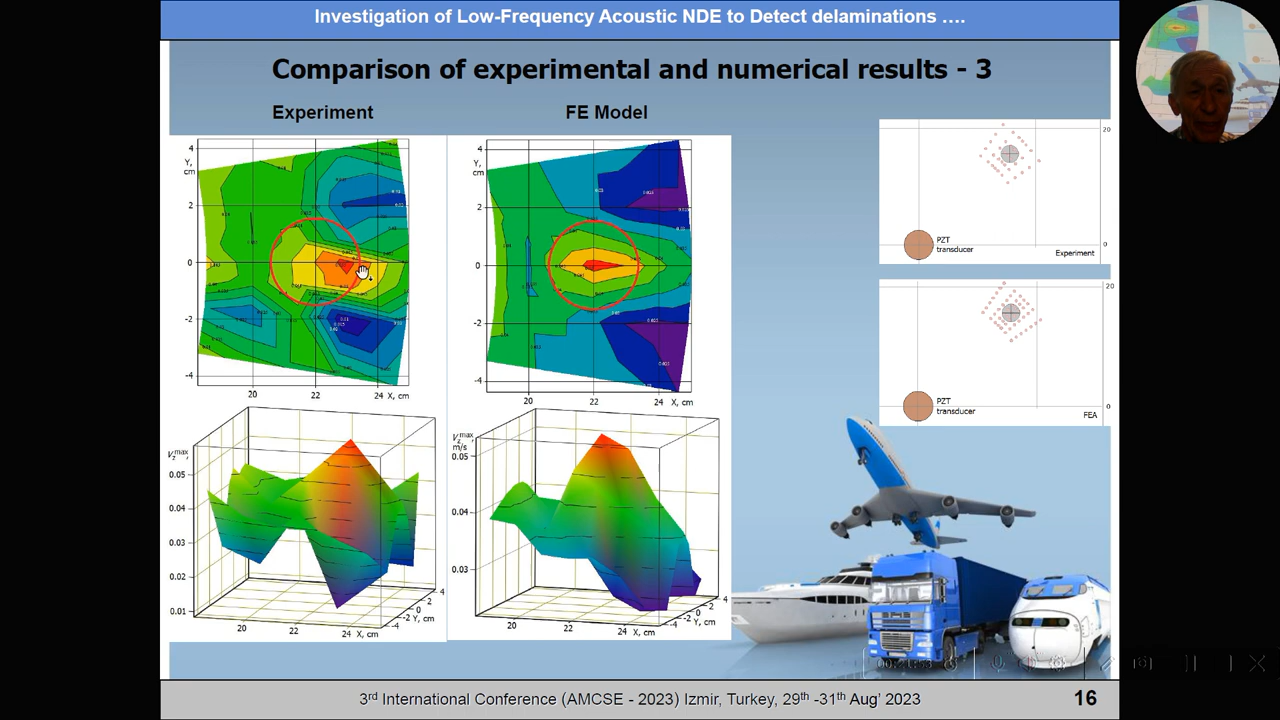 Investigation of Low-Frequency Acoustic NDE to Detect delaminations ....
Comparison of experimental and numerical results - 3
Experiment
FE Model
Y, cm
4
2
0
-2
-4
20
22
24
X, cm
Y, cm
4
2
0
-2
-4
20
22
24
X, cm
Vz max,
0.05
0.04
0.03
0.02
0.01
20
22
24
X, cm
-4
-2
0
2
4
Y, cm
Vz max,
m/s
0.05
0.04
0.03
20
22
24
X, cm
-4
-2
0
2
4
Y, cm
20
PZT
transducer
0
Experiment
20
PZT
transducer
0
FEA
3rd International Conference (AMCSE - 2023) Izmir, Turkey, 29th -31th Aug' 2023
16